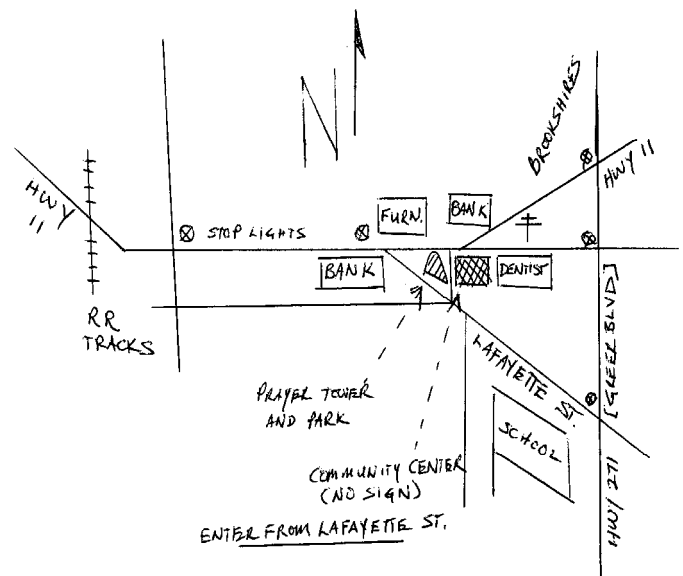 N
BROOKSHIRES
HWY 11
HWY
11
FURN.
BANK
STOP LIGHTS
BANK
DENTIST
RR
TRACKS
[GREER BLVD]
LAFAYETTE ST.
PRAYER TOWER
AND PARK
SCHOOL
COMMUNITY CENTER
(NO SIGN)
HWY 271
ENTER FROM LAFAYETTE ST.